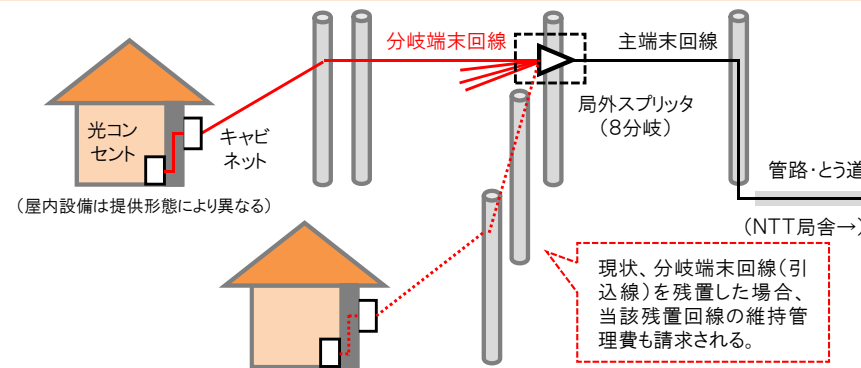 分岐端末回線
主端末回線
局外スプリッタ
（8分岐）
光コン
セント
キャビ
ネット
管路・とう道
（屋内設備は提供形態により異なる）
（NTT局舎→）
現状、分岐端末回線（引
込線）を残置した場合、
当該残置回線の維持管
理費も請求される。